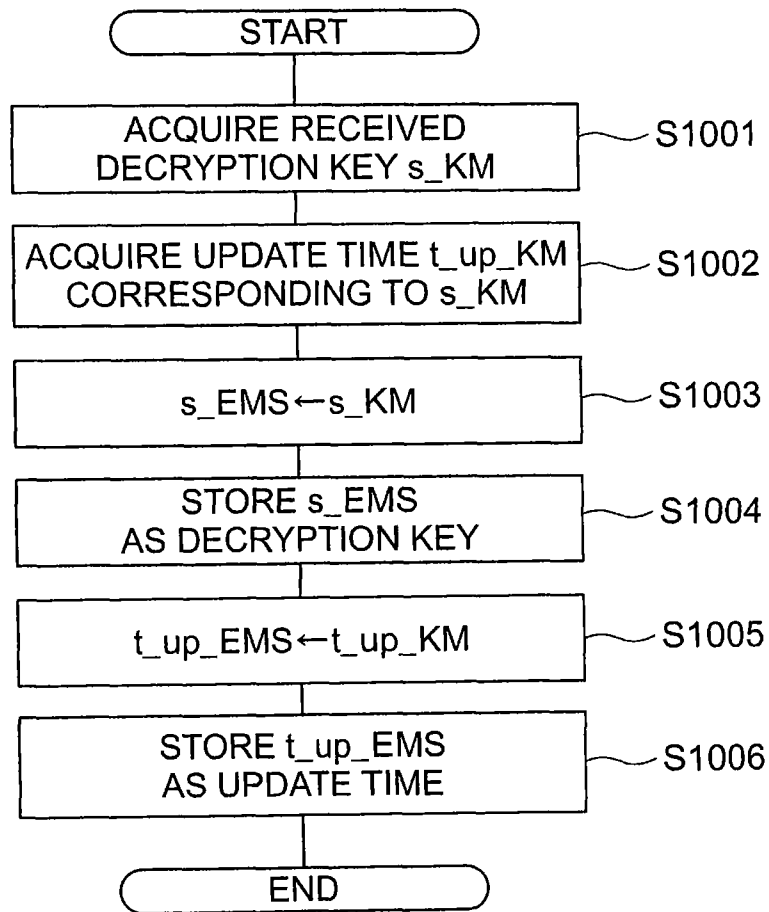 START
ACQUIRE RECEIVED
DECRYPTION KEY s_KM
S1001
ACQUIRE UPDATE TIME t_up_KM
CORRESPONDING TO s_KM
S1002
s_EMS←s_KM
S1003
STORE s_EMS
AS DECRYPTION KEY
S1004
t_up_EMS←t_up_KM
S1005
STORE t_up_EMS
AS UPDATE TIME
S1006
END